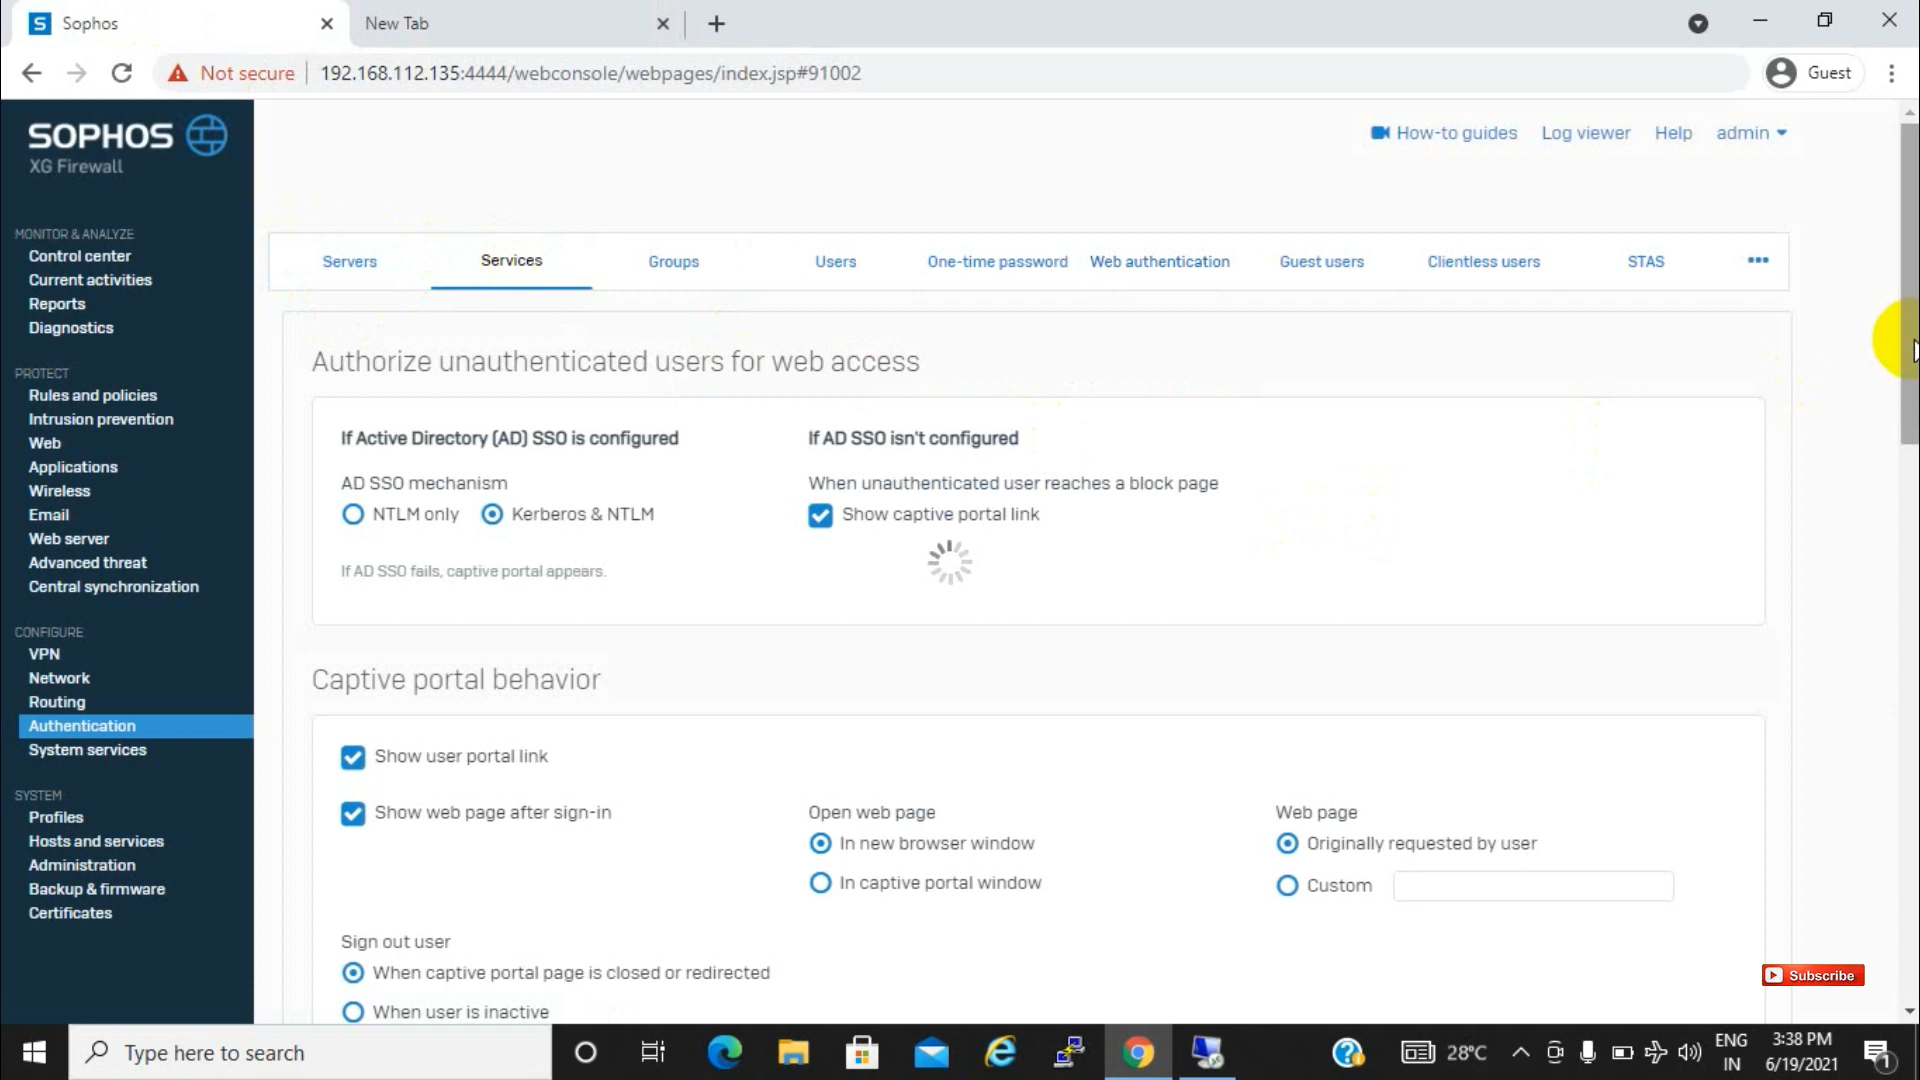 Sophos
New Tab
Not secure
192.168.112.135:4444/webconsole/webpages/index.jsp#91002
Guest
SOPHOS
XG Firewall
How-to guides
Log viewer
Help
admin
MONITOR & ANALYZE
Control center
Current activities
Reports
Diagnostics
PROTECT
Rules and policies
Intrusion prevention
Web
Applications
Wireless
Email
Web server
Advanced threat
Central synchronization
CONFIGURE
VPN
Network
Routing
Authentication
System services
SYSTEM
Profiles
Hosts and services
Administration
Backup & firmware
Certificates
Servers
Services
Groups
Users
One-time password
Web authentication
Guest users
Clientless users
STAS
Authorize unauthenticated users for web access
If Active Directory (AD) SSO is configured
AD SSO mechanism
NTLM only
Kerberos & NTLM
If AD SSO fails, captive portal appears.
If AD SSO isn't configured
When unauthenticated user reaches a block page
Show captive portal link
Captive portal behavior
Show user portal link
Show web page after sign-in
Open web page
In new browser window
In captive portal window
Web page
Originally requested by user
Custom
Sign out user
When captive portal page is closed or redirected
When user is inactive
Subscribe
Type here to search
28°C
ENG
IN
3:38 PM
6/19/2021
1